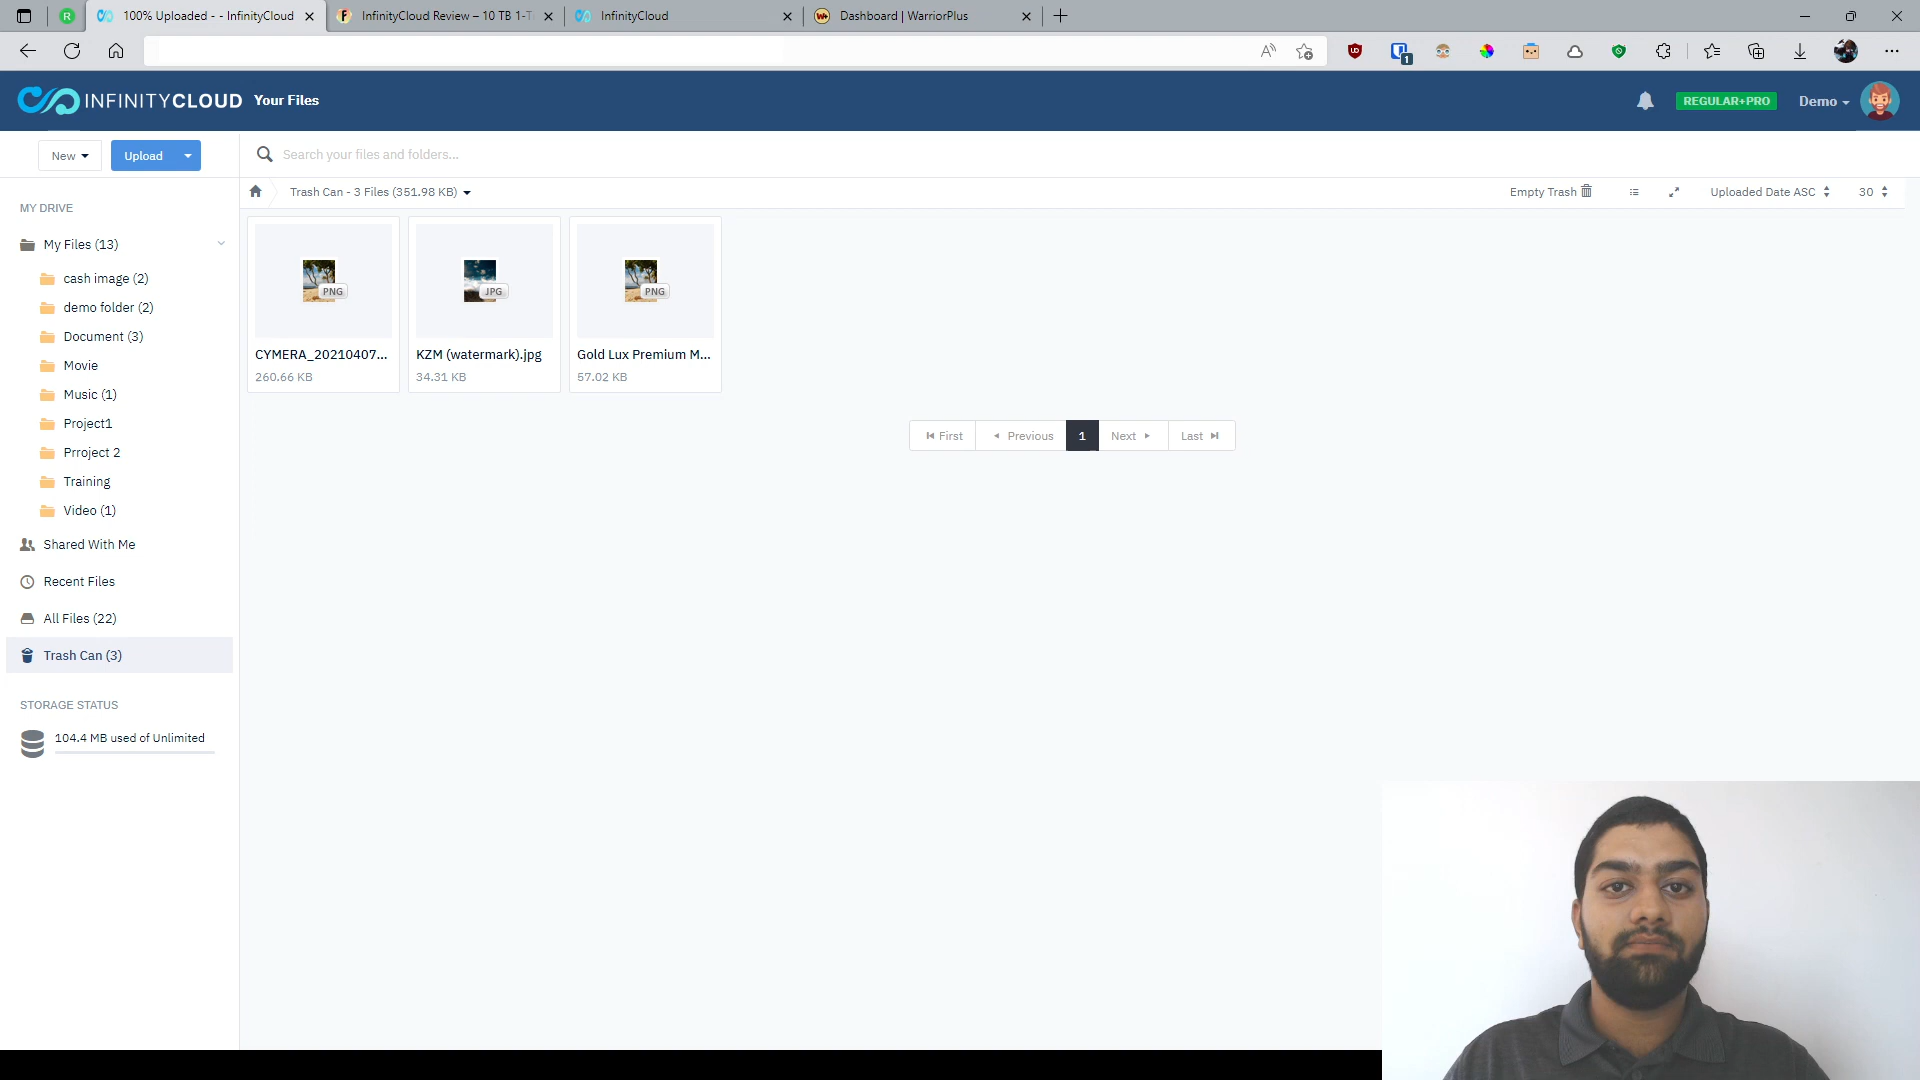 100% Uploaded - - InfinityCloud
InfinityCloud Review – 10 TB 1-T
InfinityCloud
Dashboard | WarriorPlus
1
INFINITYCLOUD Your Files
REGULAR+PRO
Demo
New
Upload
Search your files and folders...
Trash Can - 3 Files (351.98 KB)
Empty Trash
Uploaded Date ASC
30
MY DRIVE
My Files (13)
cash image (2)
demo folder (2)
Document (3)
Movie
Music (1)
Project1
Prroject 2
Training
Video (1)
Shared With Me
Recent Files
All Files (22)
Trash Can (3)
STORAGE STATUS
104.4 MB used of Unlimited
PNG
CYMERA_20210407...
260.66 KB
JPG
KZM (watermark).jpg
34.31 KB
PNG
Gold Lux Premium M...
57.02 KB
First
Previous
1
Next
Last